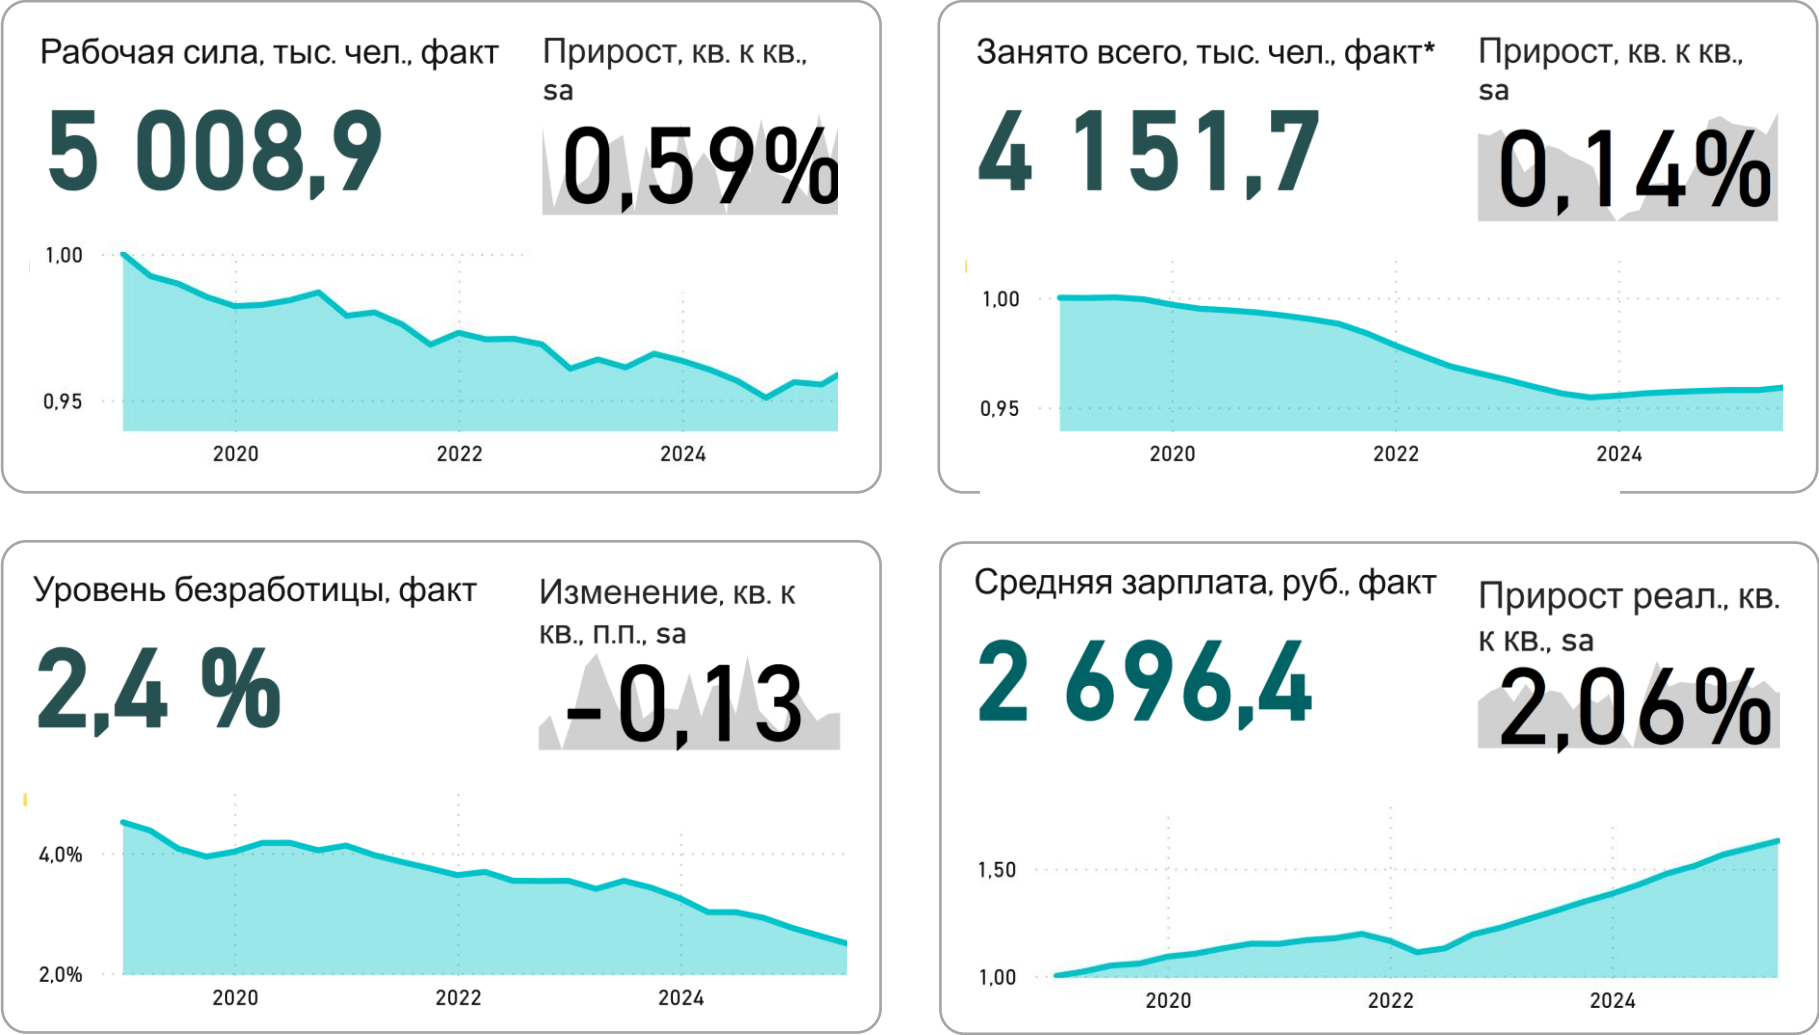 Рабочая сила, тыс. чел., факт
5 008,9
Прирост, кв. к кв.,
sa
0,59%
1,00
0,95
2020
2022
2024
Занято всего, тыс. чел., факт*
4 151,7
Прирост, кв. к кв.,
sa
0,14%
1,00
0,95
2020
2022
2024
Уровень безработицы, факт
2,4 %
Изменение, кв. к
кв., п.п., sa
-0,13
4,0%
2,0%
2020
2022
2024
Средняя зарплата, руб., факт
2 696,4
Прирост реал., кв.
к кв., sa
2,06%
1,50
1,00
2020
2022
2024